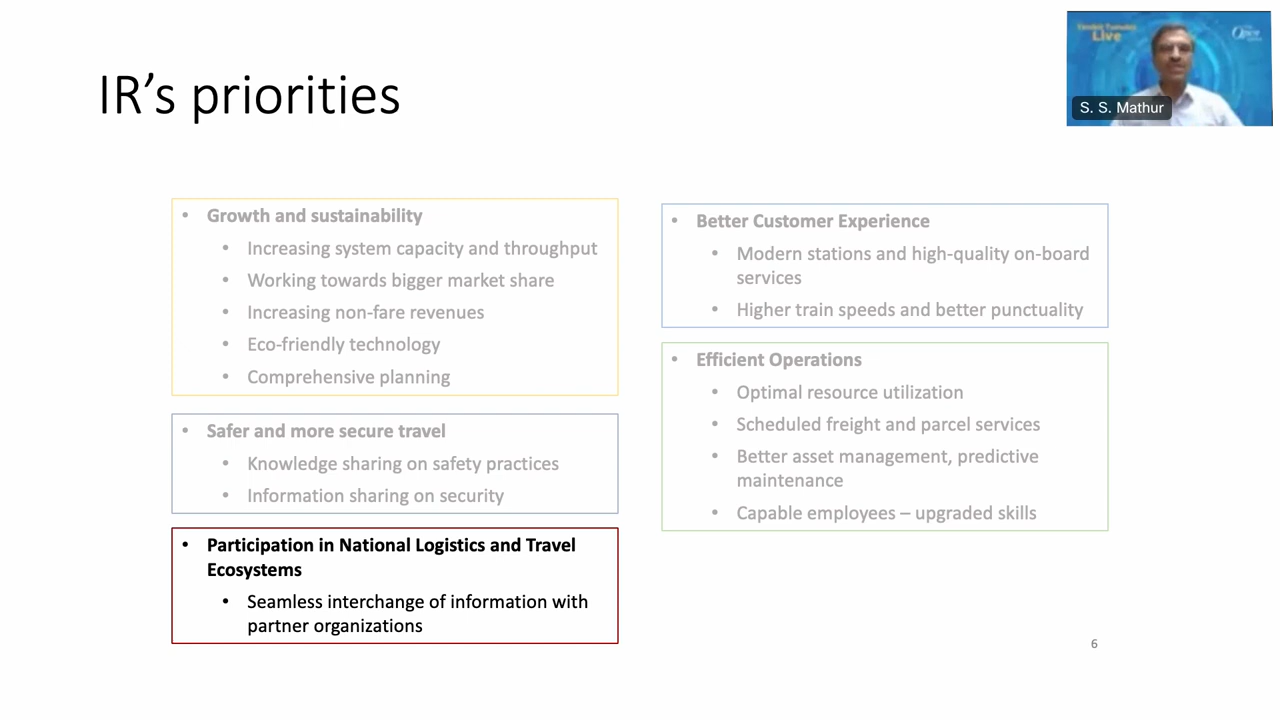 IR's priorities
Live
Open
S. S. Mathur
• Growth and sustainability
• Increasing system capacity and throughput
• Working towards bigger market share
• Increasing non-fare revenues
• Eco-friendly technology
• Comprehensive planning
• Safer and more secure travel
• Knowledge sharing on safety practices
• Information sharing on security
• Participation in National Logistics and Travel
Ecosystems
• Seamless interchange of information with
partner organizations
• Better Customer Experience
• Modern stations and high-quality on-board
services
• Higher train speeds and better punctuality
• Efficient Operations
• Optimal resource utilization
• Scheduled freight and parcel services
• Better asset management, predictive
maintenance
• Capable employees – upgraded skills
6